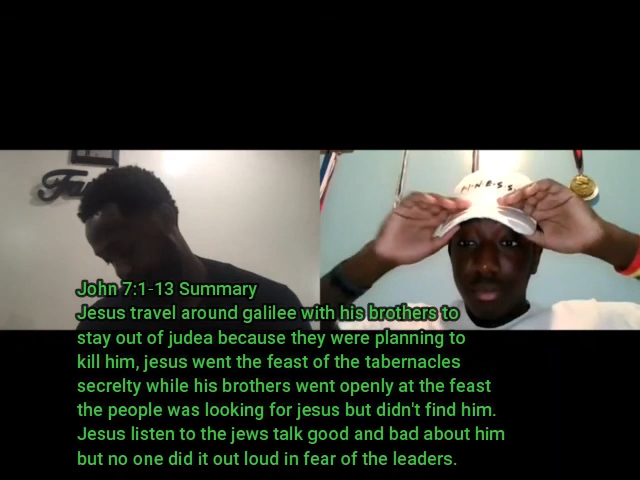 N·E·S·S
John 7:1-13 Summary
Jesus travel around galilee with his brothers to
stay out of judea because they were planning to
kill him, jesus went the feast of the tabernacles
secrelty while his brothers went openly at the feast
the people was looking for jesus but didn't find him.
Jesus listen to the jews talk good and bad about him
but no one did it out loud in fear of the leaders.